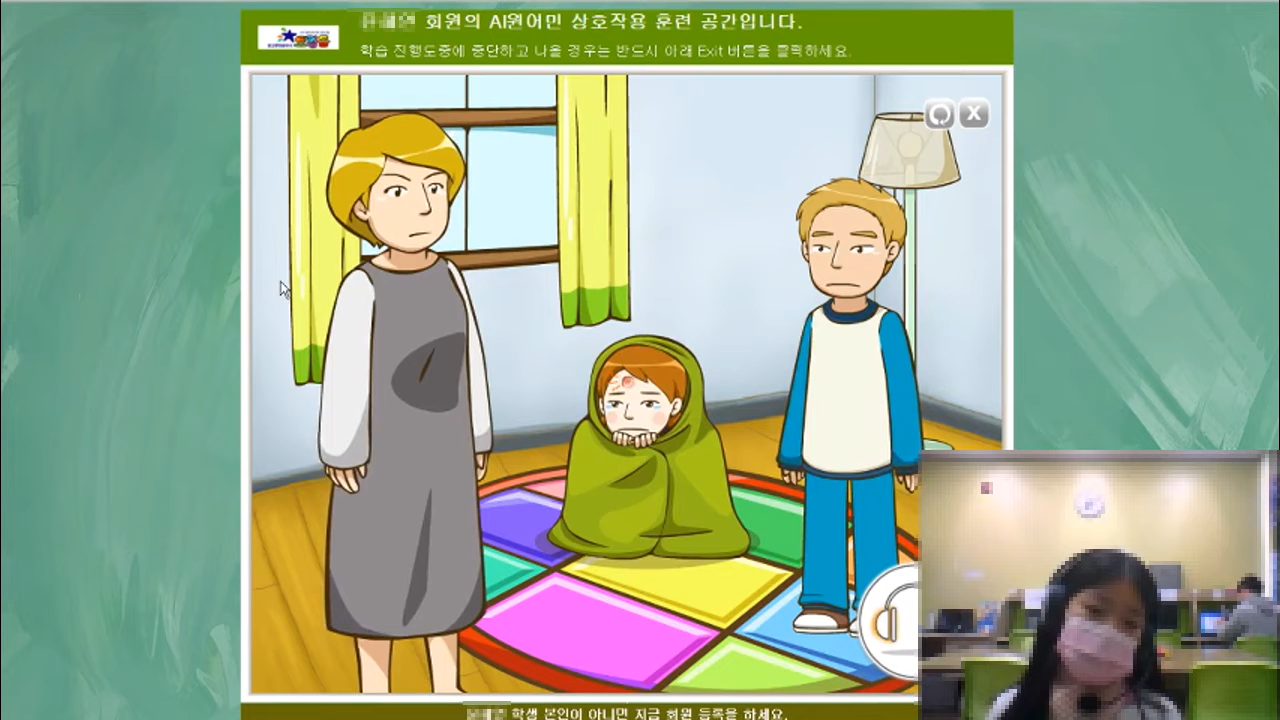 회원의 AI원어민 상호작용 훈련 공간입니다.
학습 진행도중에 중단하고 나올 경우는 반드시 아래 Exit 버튼을 클릭하세요.
X
학생 본인이 아니면 지금 회원 등록을 하세요.